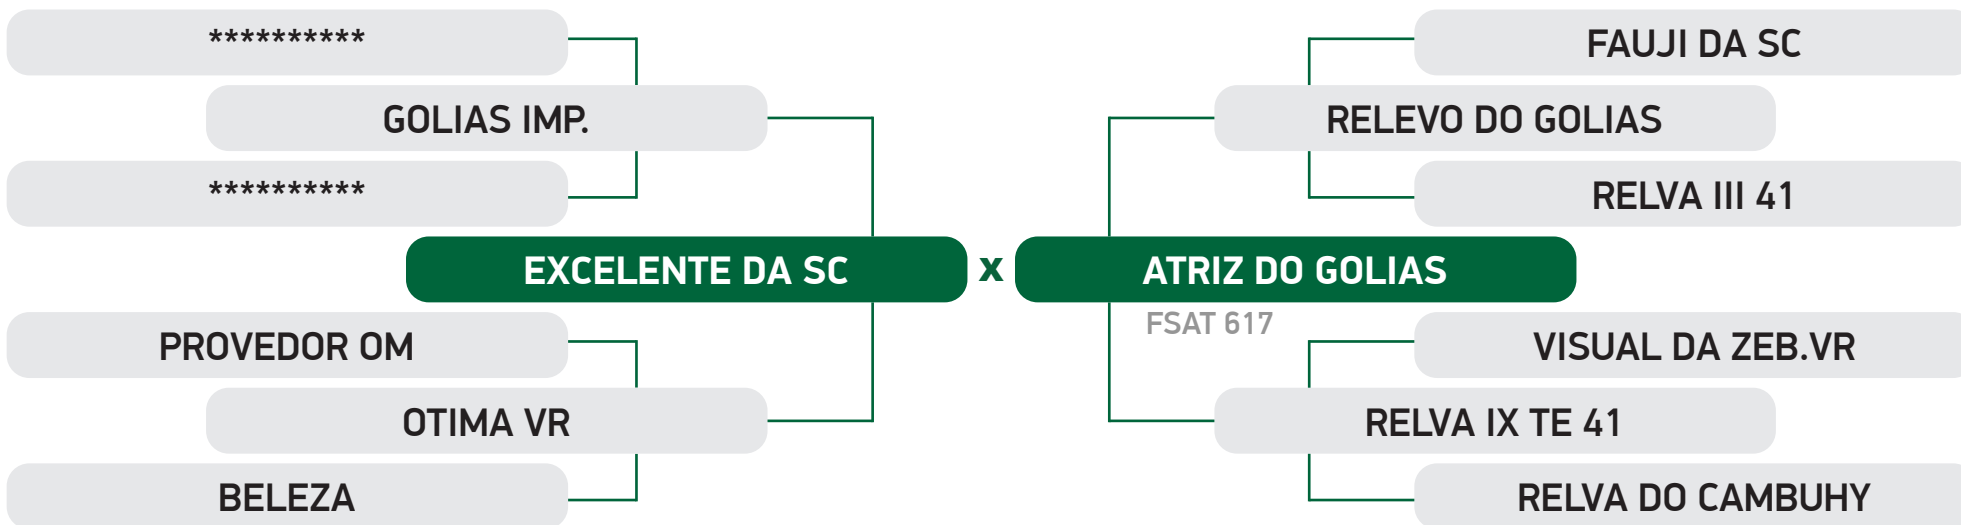 **********
FAUJI DA SC
GOLIAS IMP.
RELEVO DO GOLIAS
**********
RELVA III 41
EXCELENTE DA SC
x
ATRIZ DO GOLIAS
FSAT 617
PROVEDOR OM
VISUAL DA ZEB.VR
OTIMA VR
RELVA IX TE 41
BELEZA
RELVA DO CAMBUHY